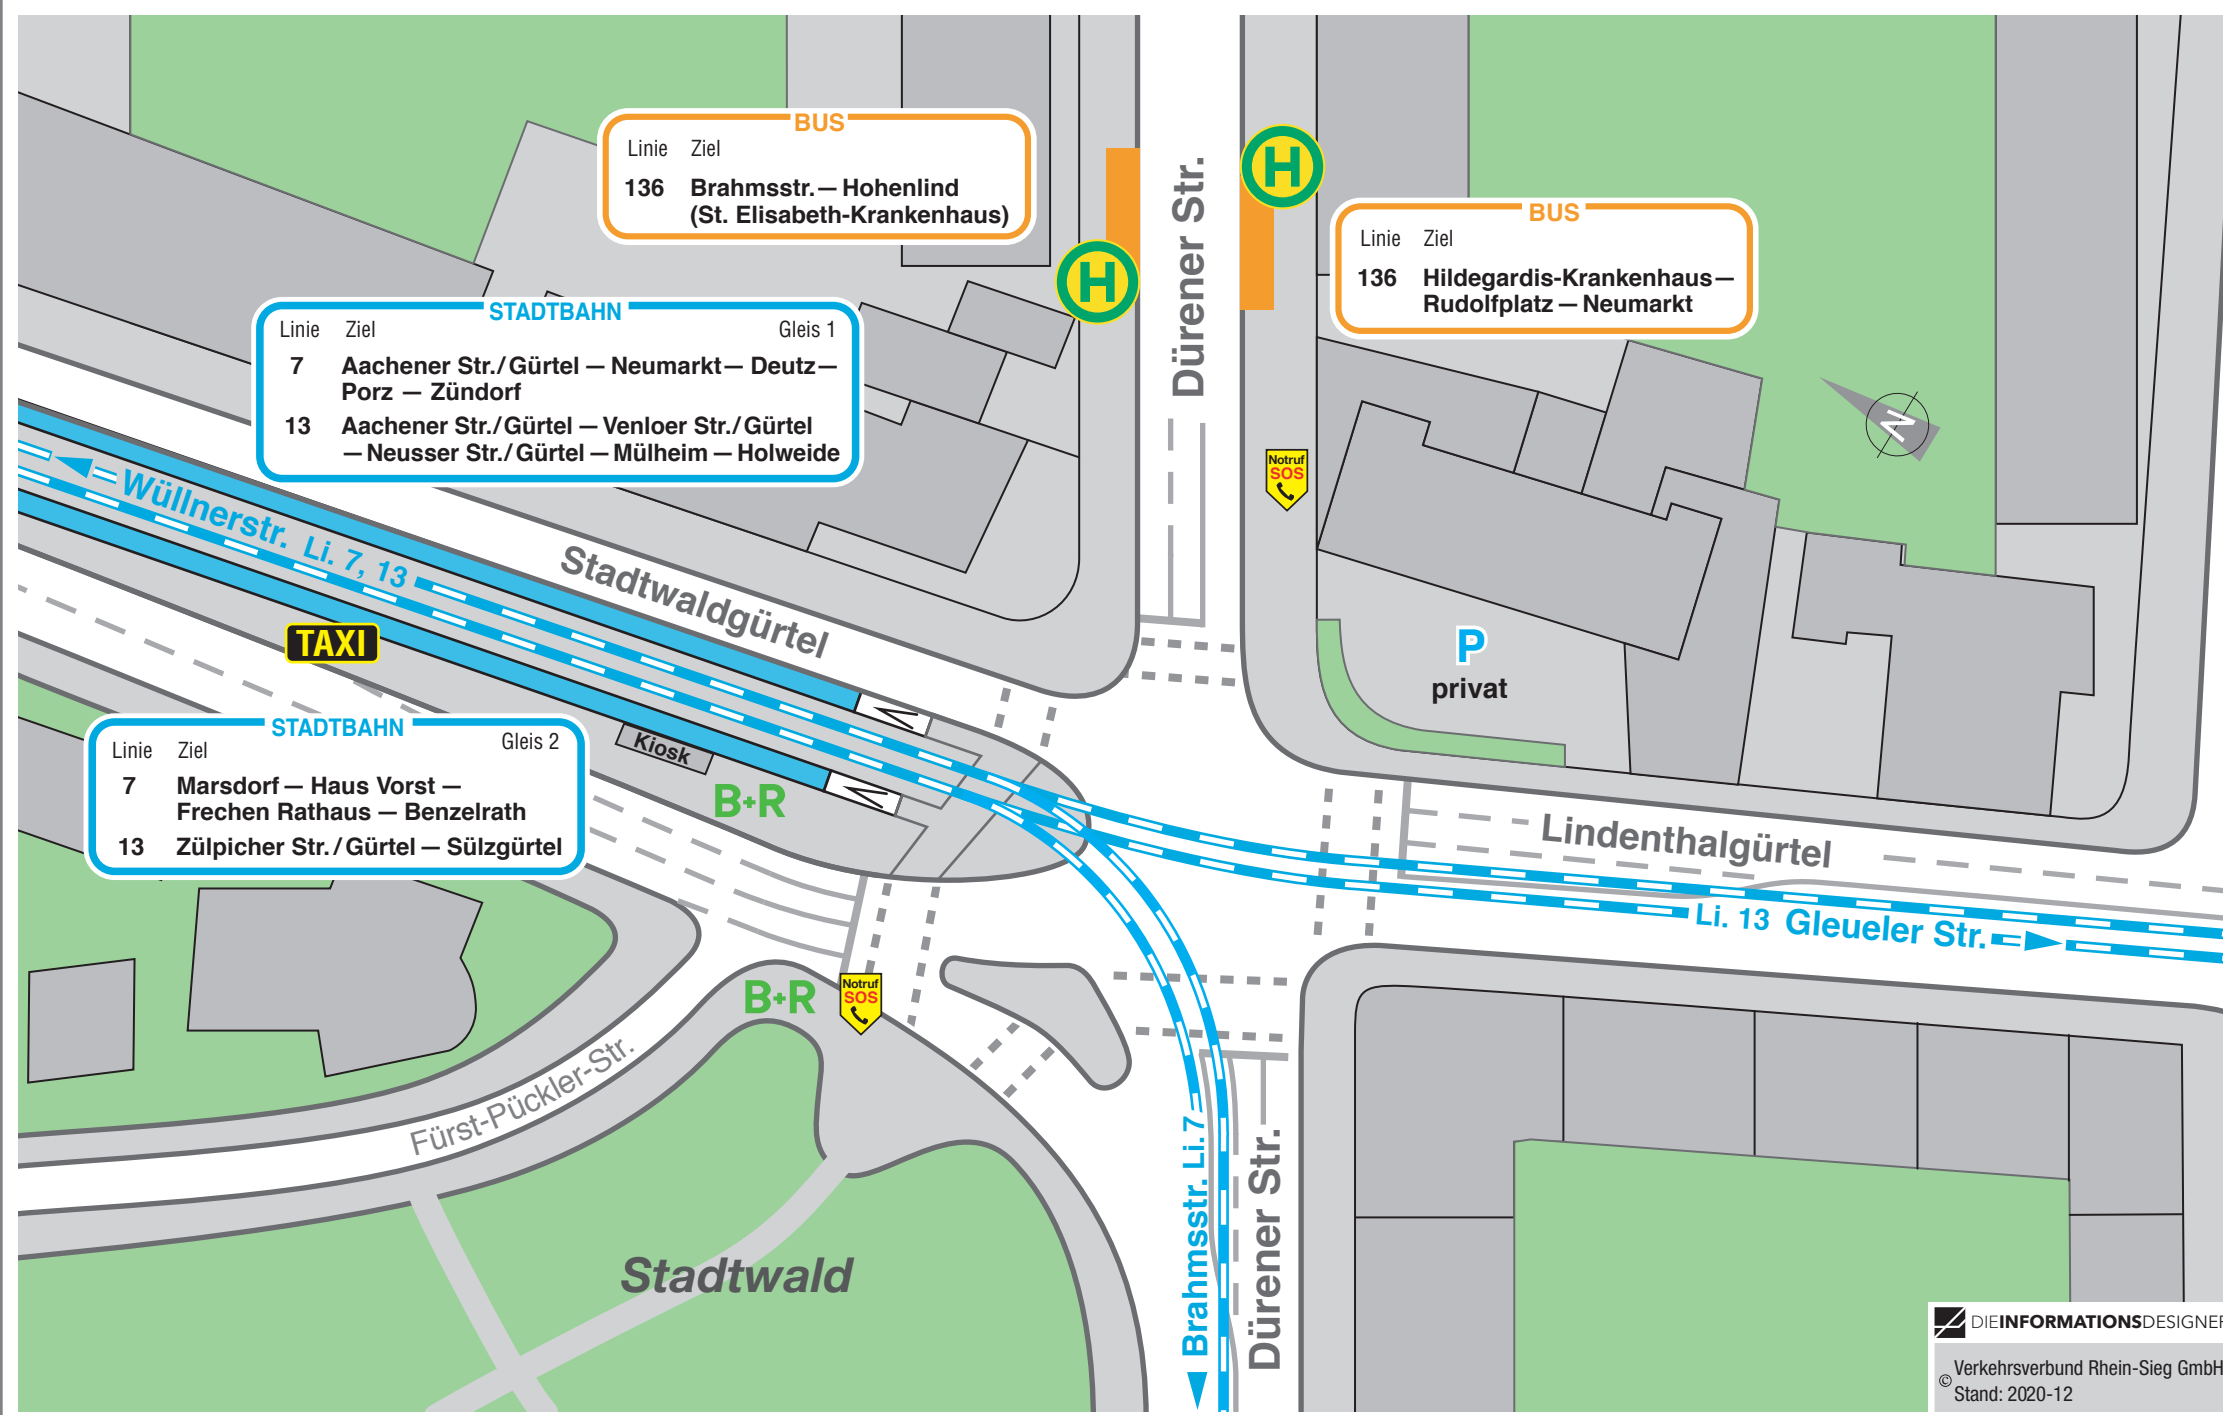 BUS
Linie Ziel
136 Brahmsstr. — Hohenlind
(St. Elisabeth-Krankenhaus)
H
H
Dürener Str.
BUS
Linie Ziel
136 Hildegardis-Krankenhaus —
Rudolfplatz — Neumarkt
STADTBAHN
Linie Ziel Gleis 1
7 Aachener Str./Gürtel — Neumarkt — Deutz —
Porz — Zündorf
13 Aachener Str./Gürtel — Venloer Str./Gürtel
— Neusser Str./Gürtel — Mülheim — Holweide
N
Notruf
SOS
Wüllnerstr. Li. 7, 13
Stadtwaldgürtel
TAXI
P
privat
STADTBAHN
Linie Ziel Gleis 2
7 Marsdorf — Haus Vorst —
Frechen Rathaus — Benzelrath
13 Zülpicher Str./Gürtel — Sülzgürtel
Kiosk
B+R
Lindenthalgürtel
Li. 13 Gleueler Str.
B+R
Notruf
SOS
Fürst-Pückler-Str.
Stadtwald
Brahmsstr. Li. 7
Dürener Str.
DIEINFORMATIONSDESIGNER
© Verkehrsverbund Rhein-Sieg GmbH
Stand: 2020-12